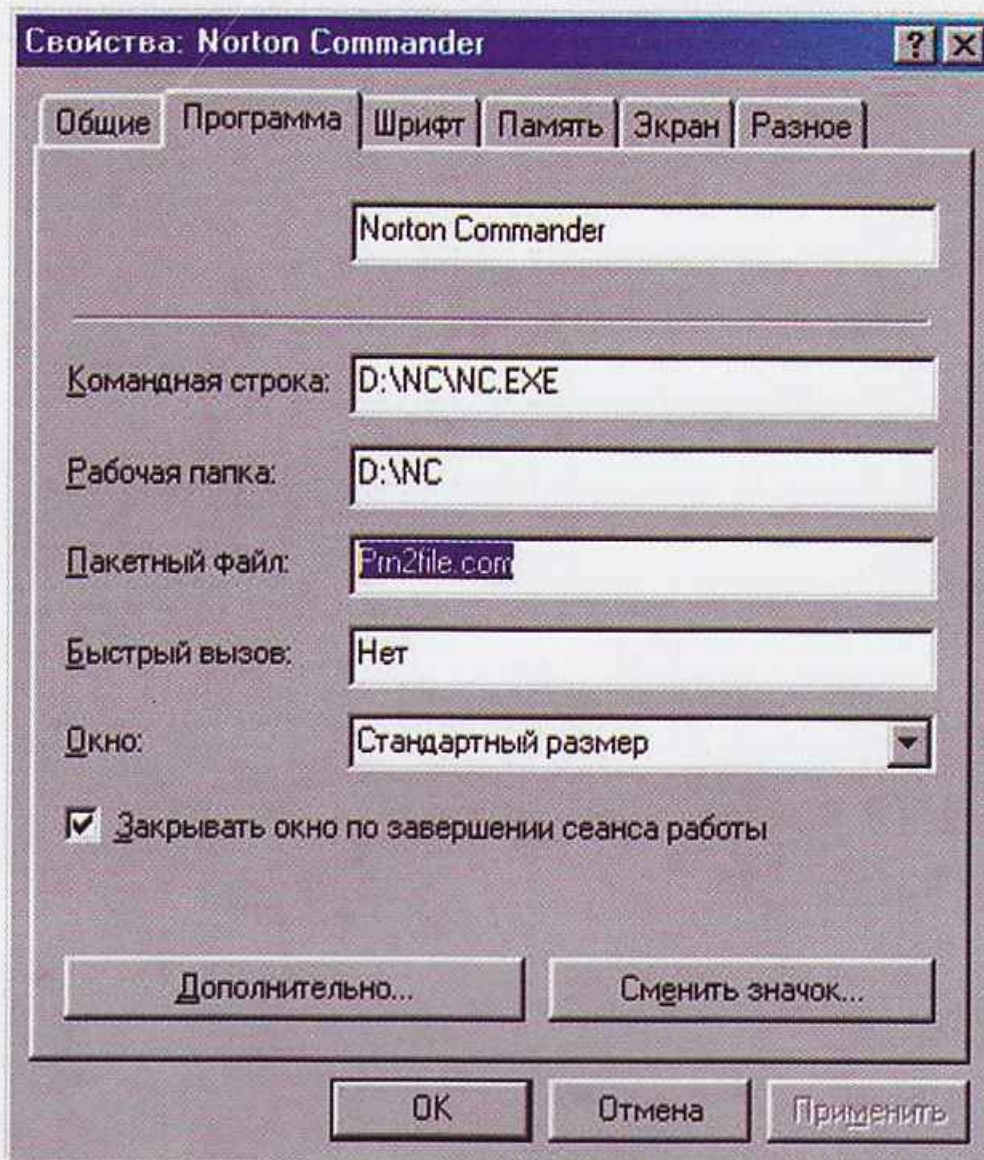 Свойства: Norton Commander
Общие Программа Шрифт Память Экран Разное
Norton Commander
Командная строка: D:\NC\NC.EXE
Рабочая папка: D:\NC
Пакетный файл: Prn2file.com
Быстрый вызов: Нет
Окно: Стандартный размер
Закрывать окно по завершении сеанса работы
Дополнительно... Сменить значок...
OK Отмена Применить